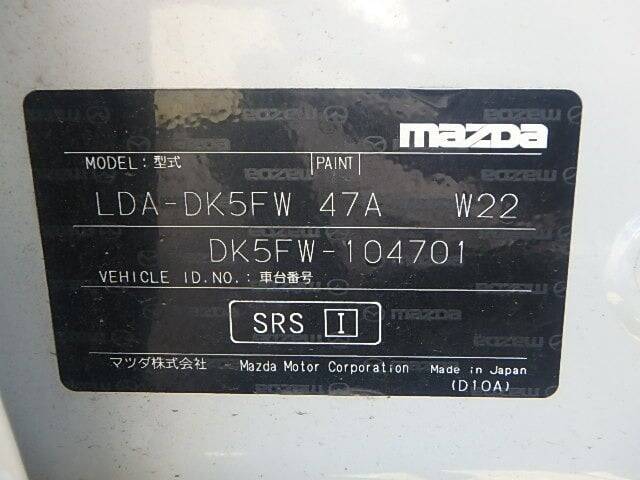 mazda
MODEL: 型式 PAINT
LDA-DK5FW 47A W22
DK5FW-104701
VEHICLE ID.NO.: 車台番号
SRS I
マツダ株式会社 - Mazda Motor Corporation Made in Japan
(D10A)